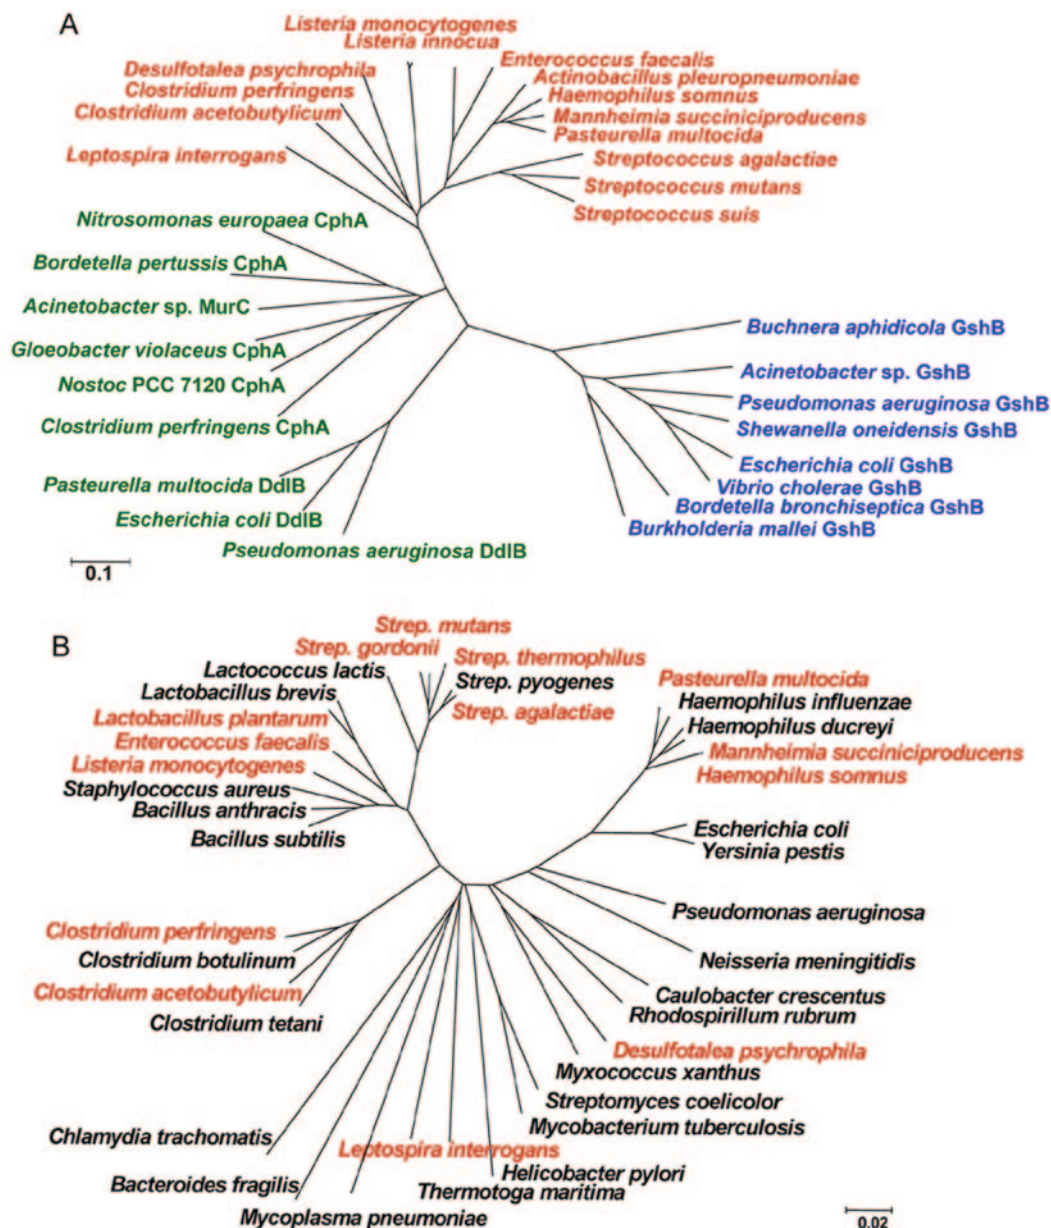 A
Listeria monocytogenes
Listeria innocua
Enterococcus faecalis
Desulfotalea psychrophila
Actinobacillus pleuropneumoniae
Clostridium perfringens
Haemophilus somnus
Clostridium acetobutylicum
Mannheimia succiniciproducens
Pasteurella multocida
Leptospira interrogans
Streptococcus agalactiae
Streptococcus mutans
Streptococcus suis
Nitrosomonas europaea CphA
Bordetella pertussis CphA
Acinetobacter sp. MurC
Buchnera aphidicola GshB
Gloeobacter violaceus CphA
Acinetobacter sp. GshB
Nostoc PCC 7120 CphA
Pseudomonas aeruginosa GshB
Clostridium perfringens CphA
Shewanella oneidensis GshB
Escherichia coli GshB
Pasteurella multocida DdlB
Vibrio cholerae GshB
Bordetella bronchiseptica GshB
Escherichia coli DdlB
Burkholderia mallei GshB
Pseudomonas aeruginosa DdlB
0.1
B
Strep. mutans
Strep. gordonii
Strep. thermophilus
Lactococcus lactis
Strep. pyogenes
Pasteurella multocida
Lactobacillus brevis
Haemophilus influenzae
Lactobacillus plantarum
Strep. agalactiae
Haemophilus ducreyi
Enterococcus faecalis
Mannheimia succiniciproducens
Listeria monocytogenes
Haemophilus somnus
Staphylococcus aureus
Bacillus anthracis
Escherichia coli
Bacillus subtilis
Yersinia pestis
Pseudomonas aeruginosa
Clostridium perfringens
Clostridium botulinum
Neisseria meningitidis
Clostridium acetobutylicum
Caulobacter crescentus
Rhodospirillum rubrum
Clostridium tetani
Desulfotalea psychrophila
Myxococcus xanthus
Streptomyces coelicolor
Mycobacterium tuberculosis
Chlamydia trachomatis
Leptospira interrogans
Helicobacter pylori
Bacteroides fragilis
Thermotoga maritima
Mycoplasma pneumoniae
0.02